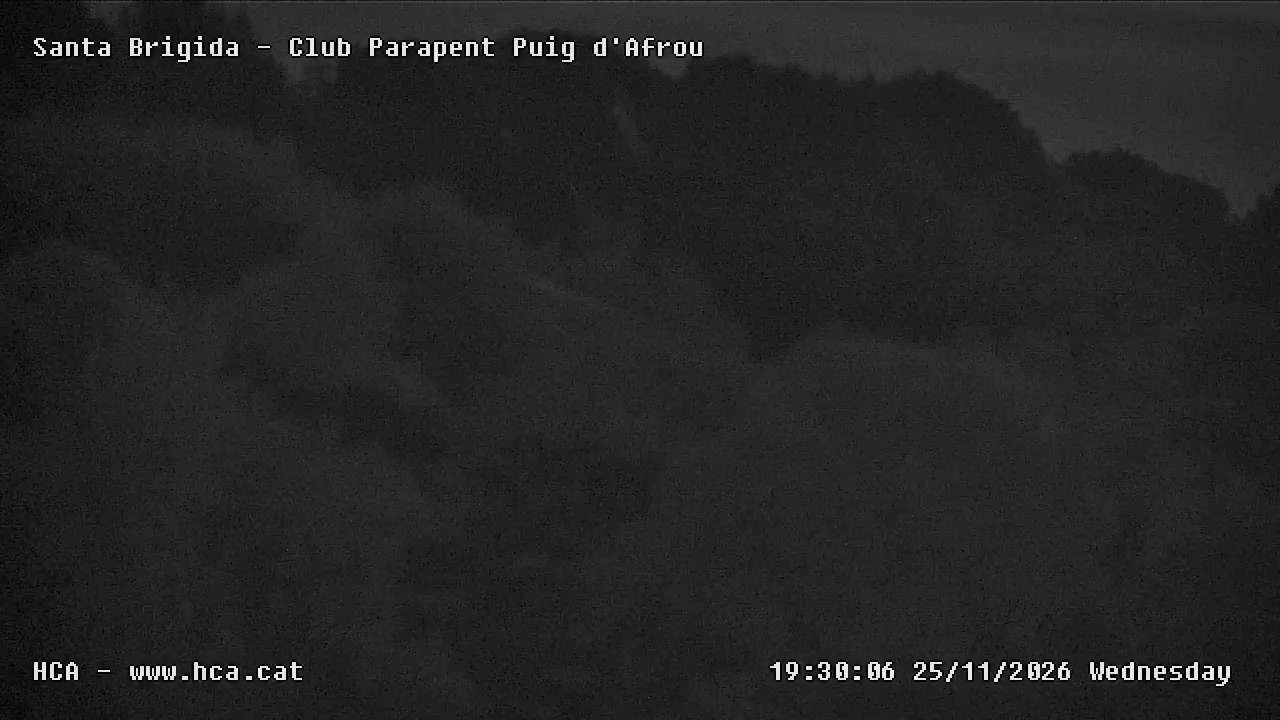 Santa Brigida - Club Parapent Puig d'Afrou
HCA - www.hca.cat
19:30:06 25/11/2026 Wednesday